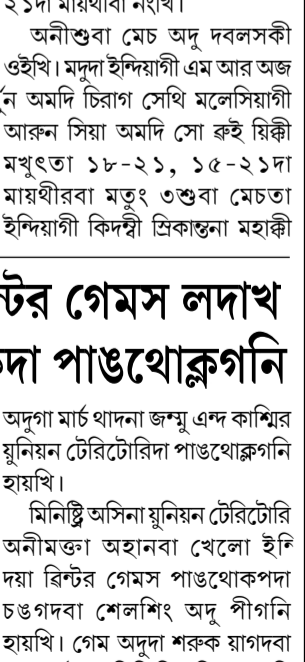 ২১দা মায়থীবা নংখি।
অনীশুবা মেচ অদু দবলসকী
ওইখি। মদুদা ইন্দিয়াগী এম আর অজ
ন অমদি চিরাগ সেথি মলেসিয়াগী
আরুন সিয়া অমদি সো ৱুই য়িক্কী
মখুৎতা ১৮-২১, ১৫-২১দা
মায়থীরবা মতুং ৩শুবা মেচতা
ইন্দিয়াগী কিদম্বী স্রিকান্তনা মহাক্কী
ন্টর গেমস লদাখ
দা পাঙথোক্লগনি
অদুগা মার্চ থাদনা জম্মু এন্দ কাশ্মির
য়ুনিয়ন টেরিটোরিদা পাঙথোক্লগনি
হায়খি।
মিনিষ্ট্রি অসিনা য়ুনিয়ন টেরিটোরি
অনীমক্তা অহানবা খেলো ইন্দি
দয়া ৱিন্টর গেমস পাঙথোকপদা
চঙগদবা শেলশিং অদু পীগনি
হায়খি। গেম অদুদা শরুক য়াগদবা